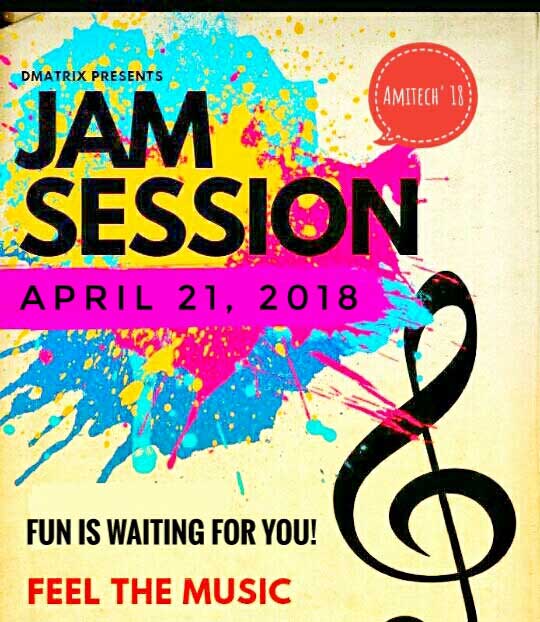 DMATRIX PRESENTS
JAM
SESSION
Amitech' 18
APRIL 21, 2018
FUN IS WAITING FOR YOU!
FEEL THE MUSIC